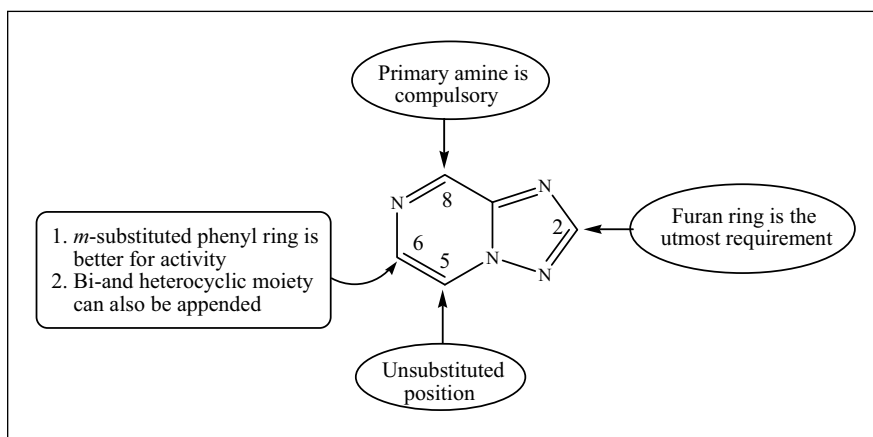 Primary amine is
compulsory
N
N
8
1. m-substituted phenyl ring is
better for activity
2. Bi-and heterocyclic moiety
can also be appended
6
5
N
N
2
Furan ring is the
utmost requirement
Unsubstituted
position